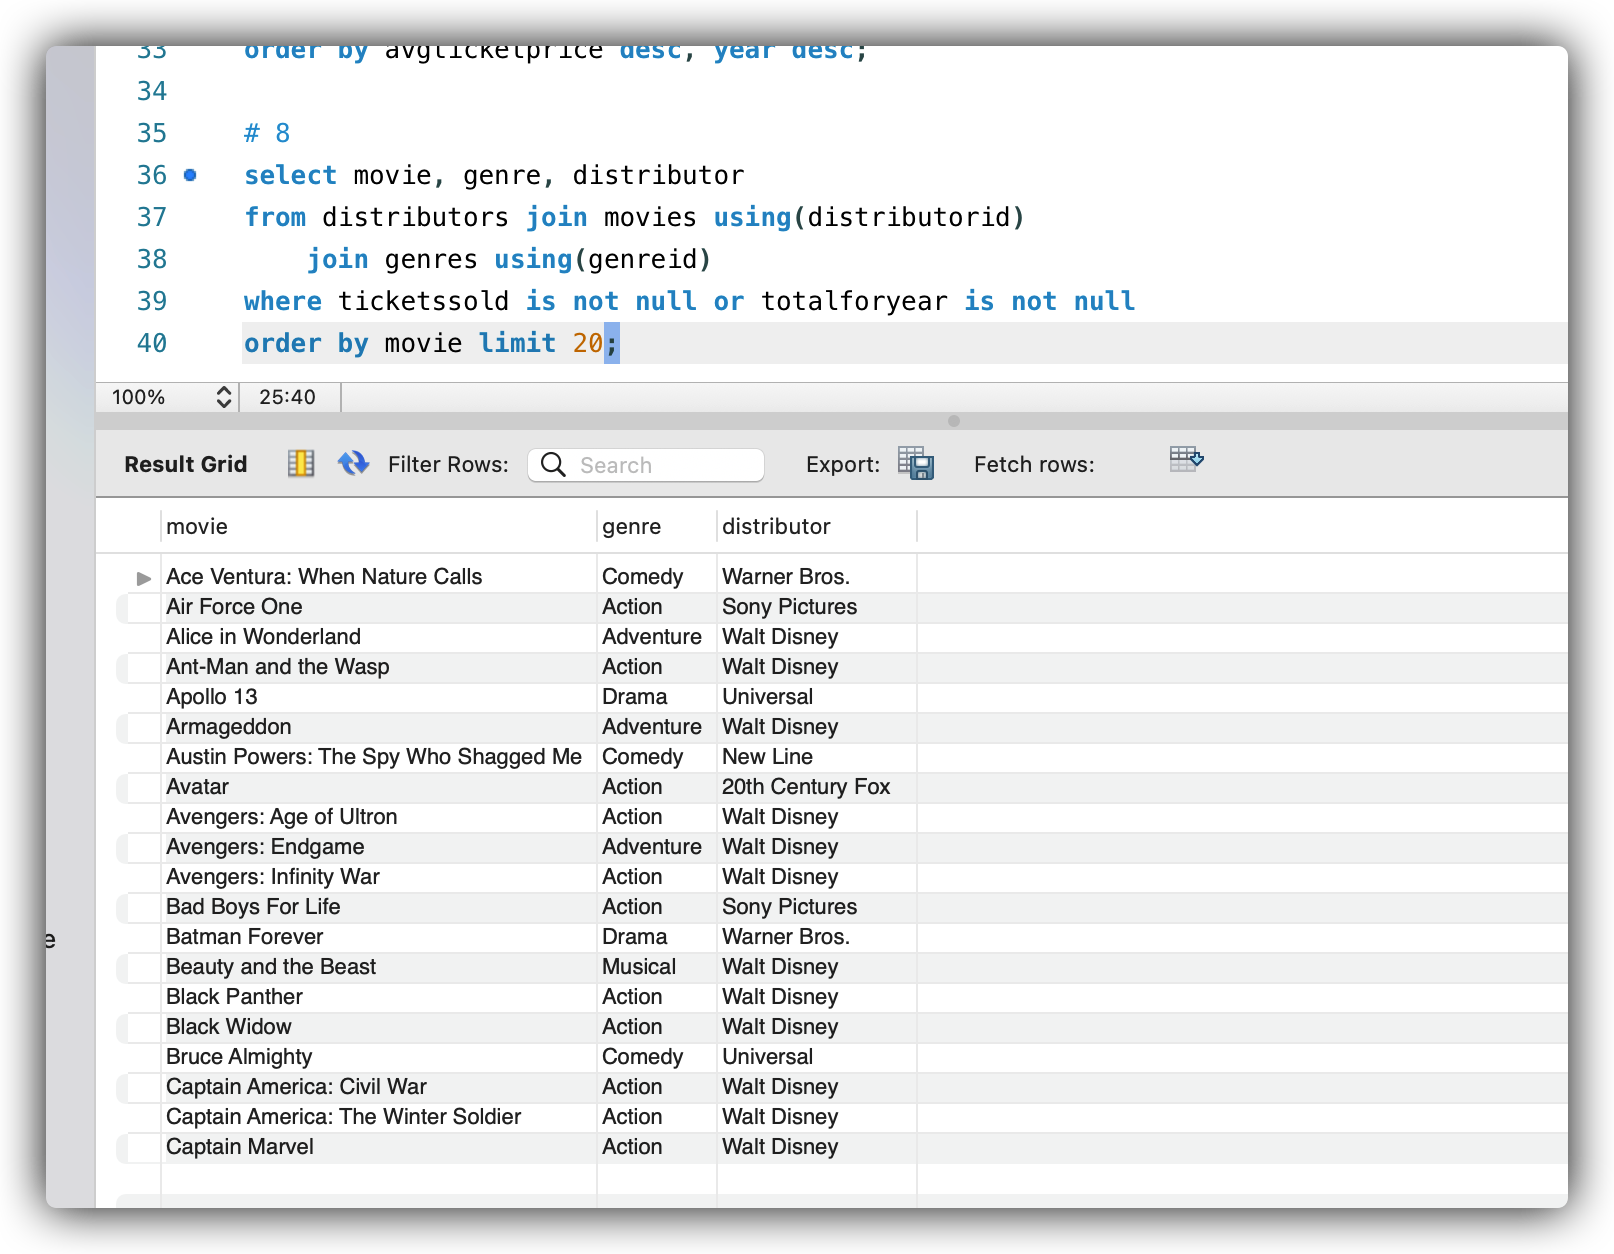 33 order by avgticketprice desc, year desc;
34
35 # 8
36 select movie, genre, distributor
37 from distributors join movies using(distributorid)
38 join genres using(genreid)
39 where ticketssold is not null or totalforyear is not null
40 order by movie limit 20;
100% 25:40
Result Grid Filter Rows: Search Export: Fetch rows:
movie genre distributor
Ace Ventura: When Nature Calls Comedy Warner Bros.
Air Force One Action Sony Pictures
Alice in Wonderland Adventure Walt Disney
Ant-Man and the Wasp Action Walt Disney
Apollo 13 Drama Universal
Armageddon Adventure Walt Disney
Austin Powers: The Spy Who Shagged Me Comedy New Line
Avatar Action 20th Century Fox
Avengers: Age of Ultron Action Walt Disney
Avengers: Endgame Adventure Walt Disney
Avengers: Infinity War Action Walt Disney
Bad Boys For Life Action Sony Pictures
e
Batman Forever Drama Warner Bros.
Beauty and the Beast Musical Walt Disney
Black Panther Action Walt Disney
Black Widow Action Walt Disney
Bruce Almighty Comedy Universal
Captain America: Civil War Action Walt Disney
Captain America: The Winter Soldier Action Walt Disney
Captain Marvel Action Walt Disney